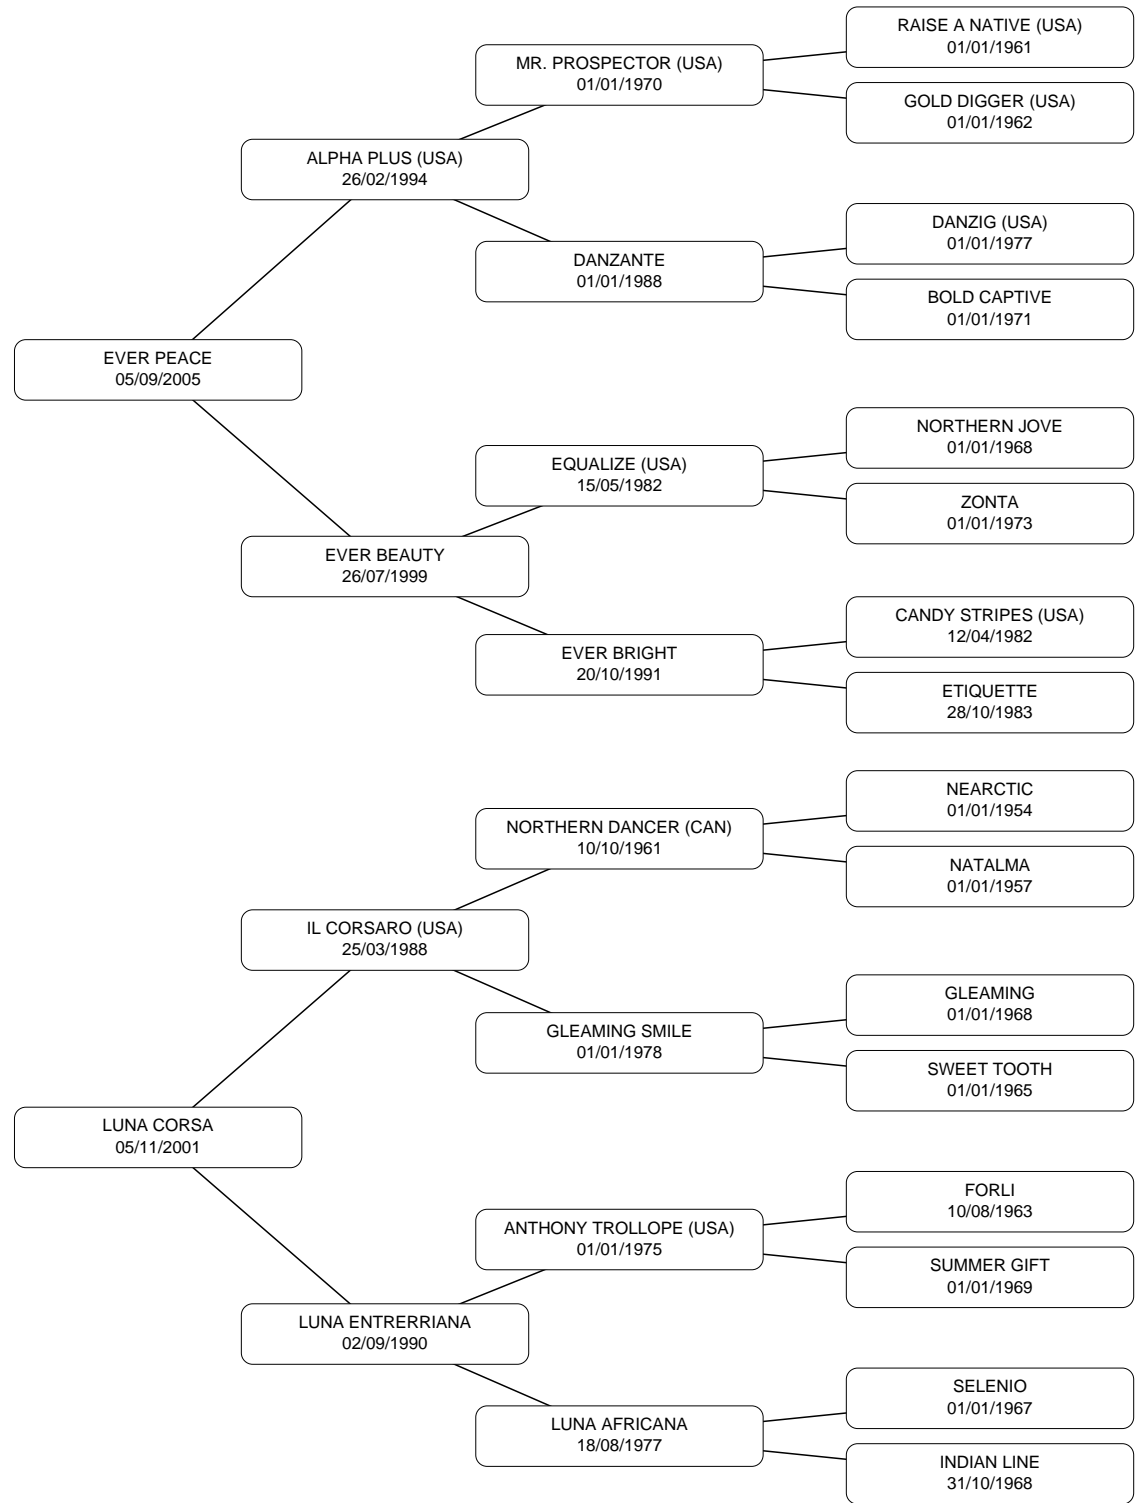 RAISE A NATIVE (USA)
01/01/1961
MR. PROSPECTOR (USA)
01/01/1970
GOLD DIGGER (USA)
01/01/1962
ALPHA PLUS (USA)
26/02/1994
DANZIG (USA)
01/01/1977
DANZANTE
01/01/1988
BOLD CAPTIVE
01/01/1971
EVER PEACE
05/09/2005
NORTHERN JOVE
01/01/1968
EQUALIZE (USA)
15/05/1982
ZONTA
01/01/1973
EVER BEAUTY
26/07/1999
CANDY STRIPES (USA)
12/04/1982
EVER BRIGHT
20/10/1991
ETIQUETTE
28/10/1983
NEARCTIC
01/01/1954
NORTHERN DANCER (CAN)
10/10/1961
NATALMA
01/01/1957
IL CORSARO (USA)
25/03/1988
GLEAMING
01/01/1968
GLEAMING SMILE
01/01/1978
SWEET TOOTH
01/01/1965
LUNA CORSA
05/11/2001
FORLI
10/08/1963
ANTHONY TROLLOPE (USA)
01/01/1975
SUMMER GIFT
01/01/1969
LUNA ENTRERRIANA
02/09/1990
SELENIO
01/01/1967
LUNA AFRICANA
18/08/1977
INDIAN LINE
31/10/1968